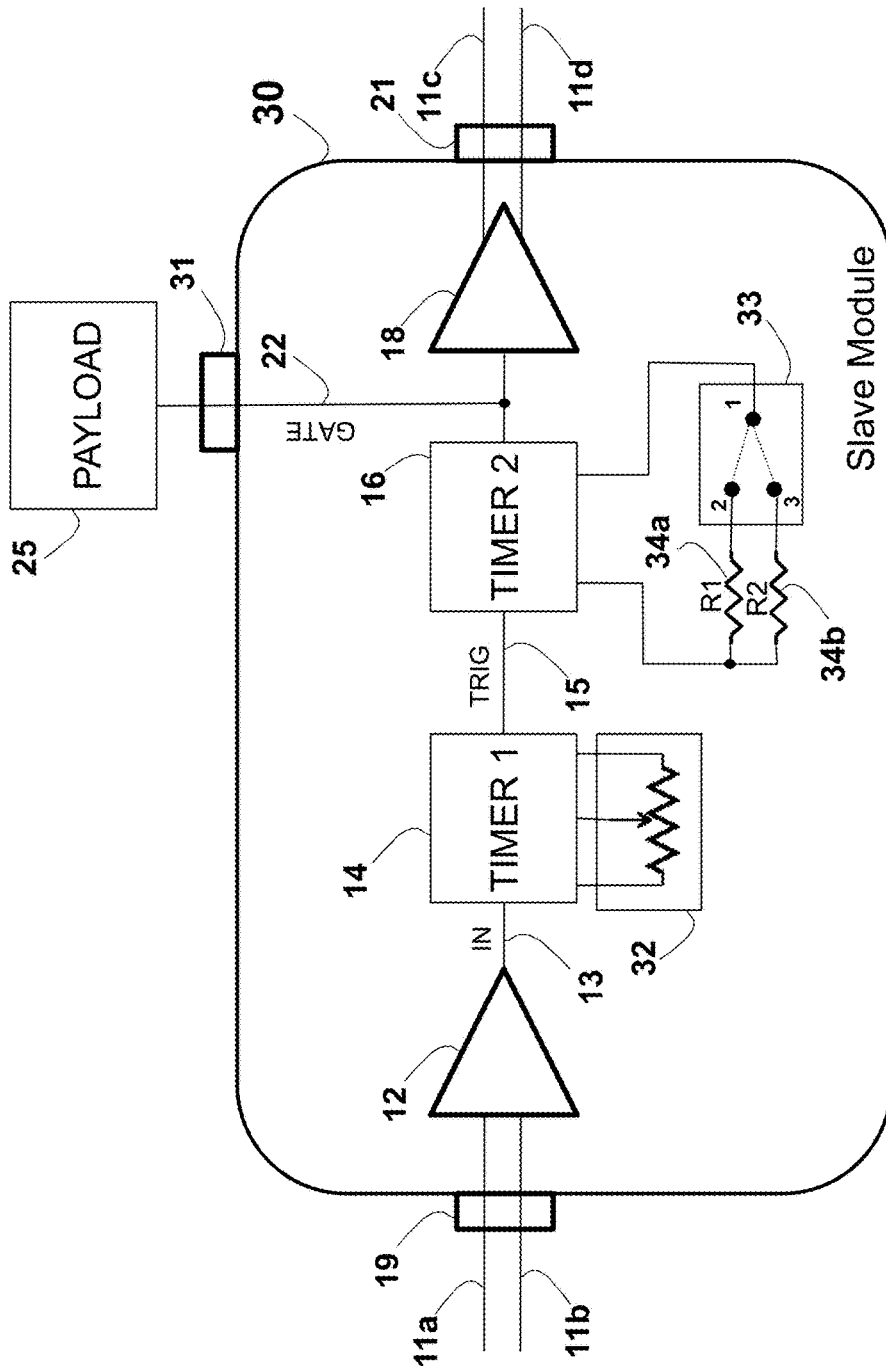 PAYLOAD
25
31
30
22
GATE
21
11c
11d
18
16
TIMER 2
TRIG
15
14
TIMER 1
IN
13
12
19
11a
11b
32
34a
R1
R2
34b
33
1
2
3
Slave Module